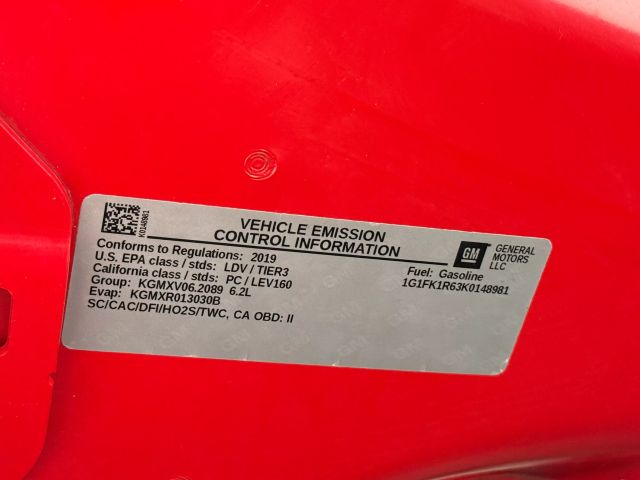 K0148981
VEHICLE EMISSION
CONTROL INFORMATION
Conforms to Regulations: 2019
U.S. EPA class / stds: LDV / TIER3
California class / stds: PC / LEV160
Group: KGMXV06.2089 6.2L
Evap: KGMXR013030B
SC/CAC/DFI/HO2S/TWC, CA OBD: II
GM
GENERAL
MOTORS
LLC
Fuel: Gasoline
1G1FK1R63K0148981